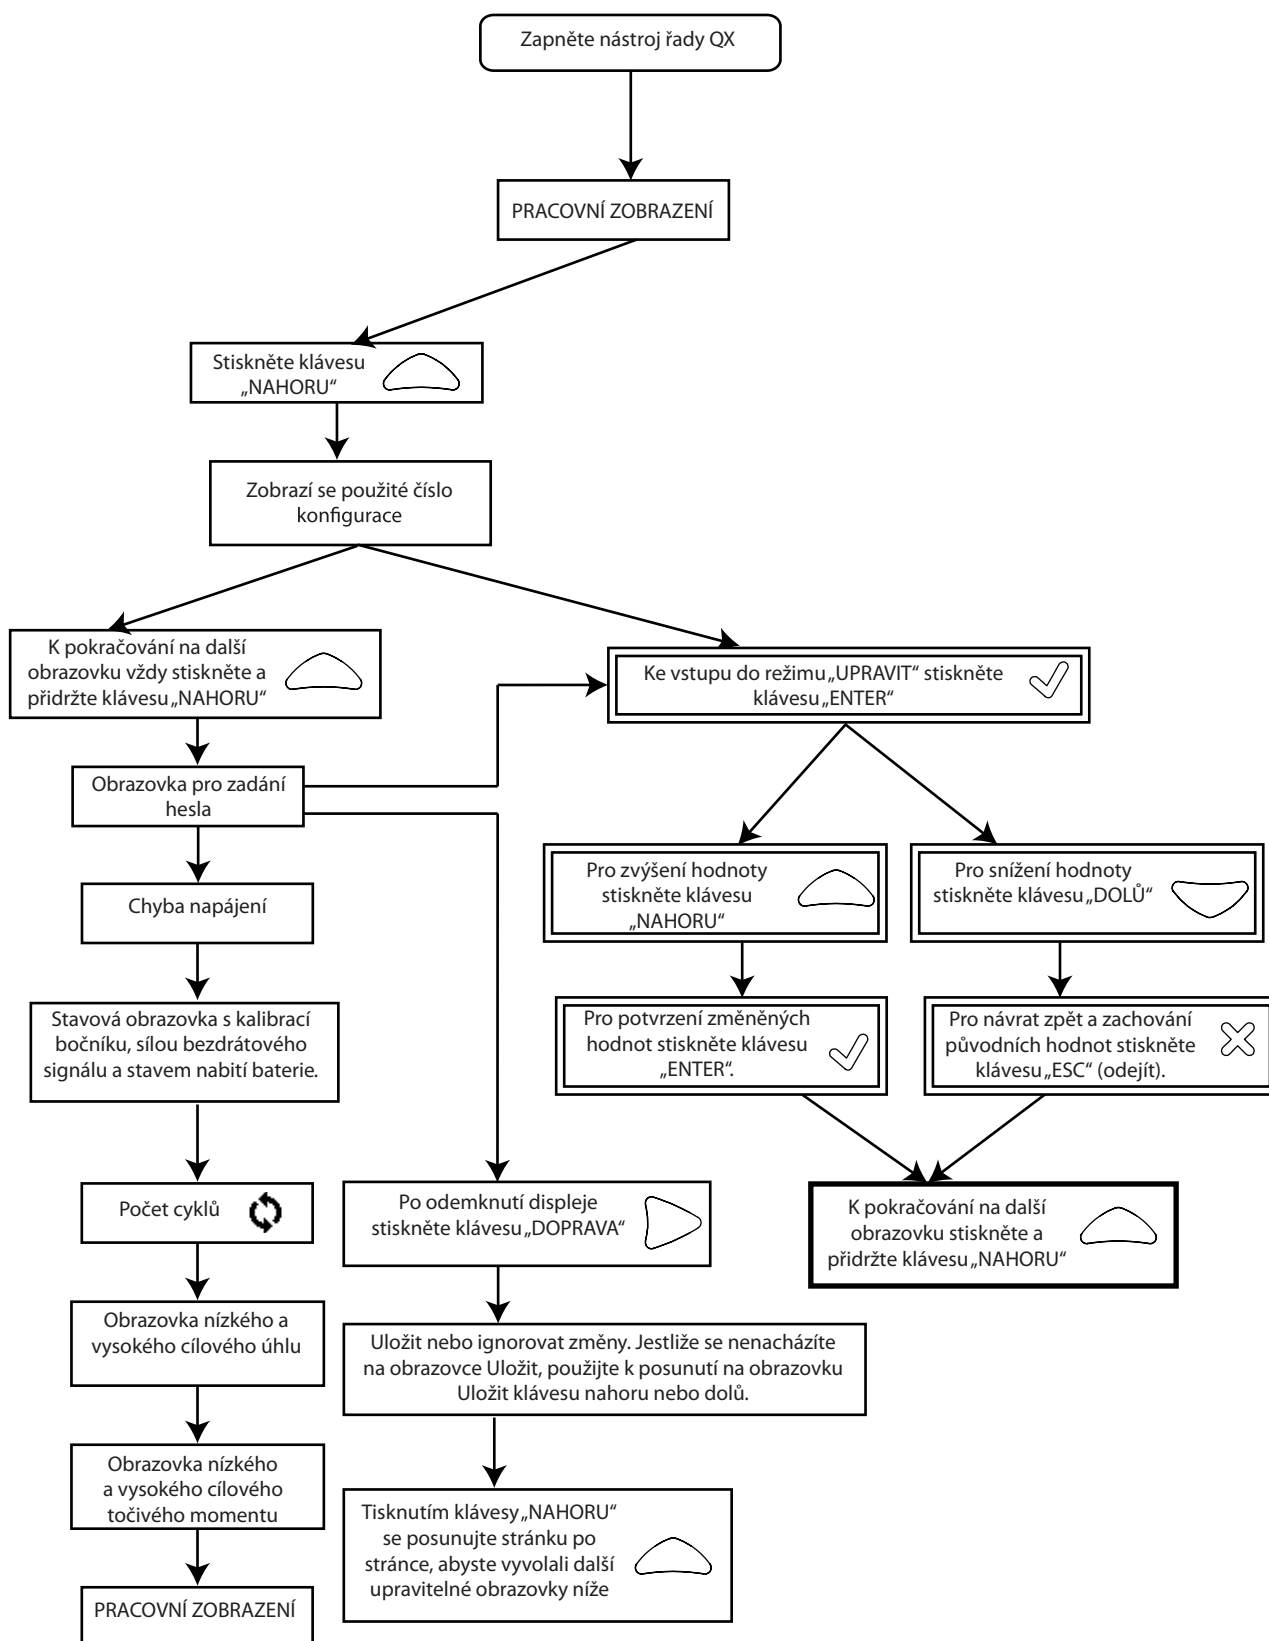 Zapněte nástroj řady QX
PRACOVNÍ ZOBRAZENÍ
Stiskněte klávesu
„NAHORU“
Zobrazí se použité číslo
konfigurace
K pokračování na další
obrazovku vždy stiskněte a
přidržte klávesu „NAHORU“
Ke vstupu do režimu „UPRAVIT“ stiskněte
klávesu „ENTER“
Obrazovka pro zadání
hesla
Pro zvýšení hodnoty
stiskněte klávesu
„NAHORU“
Pro snížení hodnoty
stiskněte klávesu „DOLŮ“
Chyba napájení
Stavová obrazovka s kalibrací
bočníku, sílou bezdrátového
signálu a stavem nabití baterie.
Pro potvrzení změněných
hodnot stiskněte klávesu
„ENTER“.
Pro návrat zpět a zachování
původních hodnot stiskněte
klávesu „ESC“ (odejít).
Počet cyklů
Po odemknutí displeje
stiskněte klávesu „DOPRAVA“
K pokračování na další
obrazovku stiskněte a
přidržte klávesu „NAHORU“
Obrazovka nízkého a
vysokého cílového úhlu
Uložit nebo ignorovat změny. Jestliže se nenacházíte
na obrazovce Uložit, použijte k posunutí na obrazovku
Uložit klávesu nahoru nebo dolů.
Obrazovka nízkého
a vysokého cílového
točivého momentu
Tisknutím klávesy „NAHORU“
se posunujte stránku po
stránce, abyste vyvolali další
upravitelné obrazovky níže
PRACOVNÍ ZOBRAZENÍ